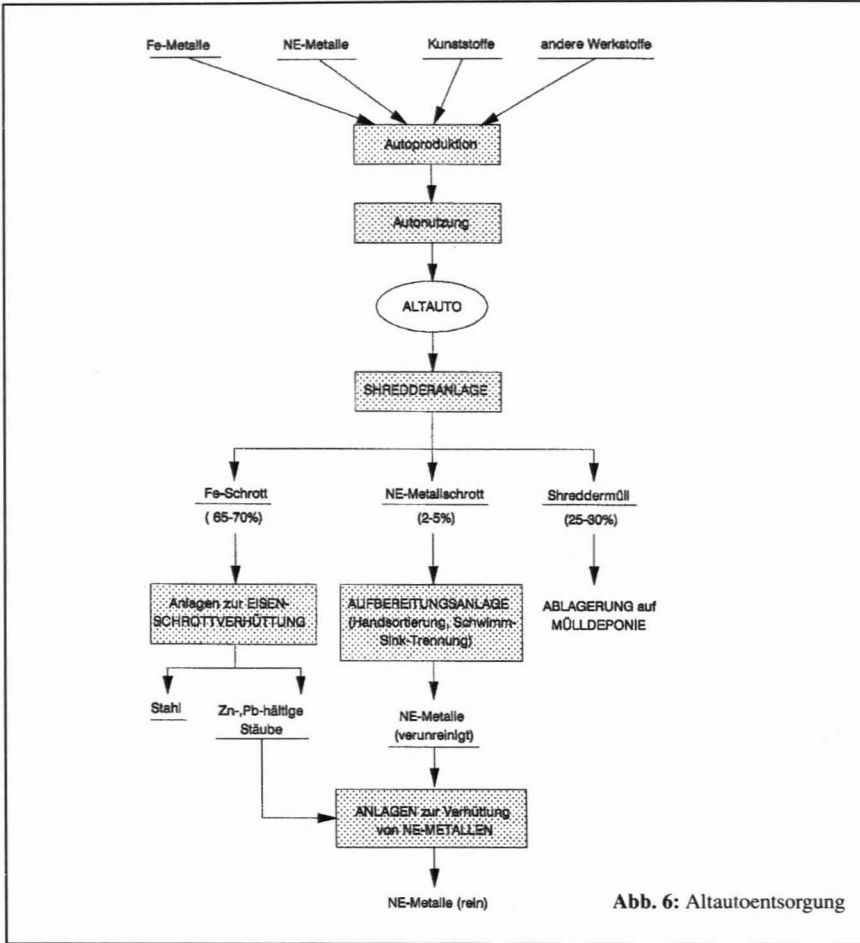 Fe-Metalle
NE-Metalle
Kunststoffe
andere Werkstoffe
Autoproduktion
Autonutzung
ALTAUTO
SHREDDERANLAGE
Fe-Schrott
( 65-70%)
NE-Metallschrott
(2-5%)
Shreddermüll
(25-30%)
Anlagen zur EISEN-
SCHROTTVERHÜTTUNG
AUFBEREITUNGSANLAGE
(Handsortierung, Schwimm-
Sink-Trennung)
ABLAGERUNG auf
MÜLLDEPONIE
Stahl
Zn-,Pb-hältige
Stäube
NE-Metalle
(verunreinigt)
ANLAGEN zur Verhüttung
von NE-METALLEN
NE-Metalle (rein)
Abb. 6: Altautoentsorgung